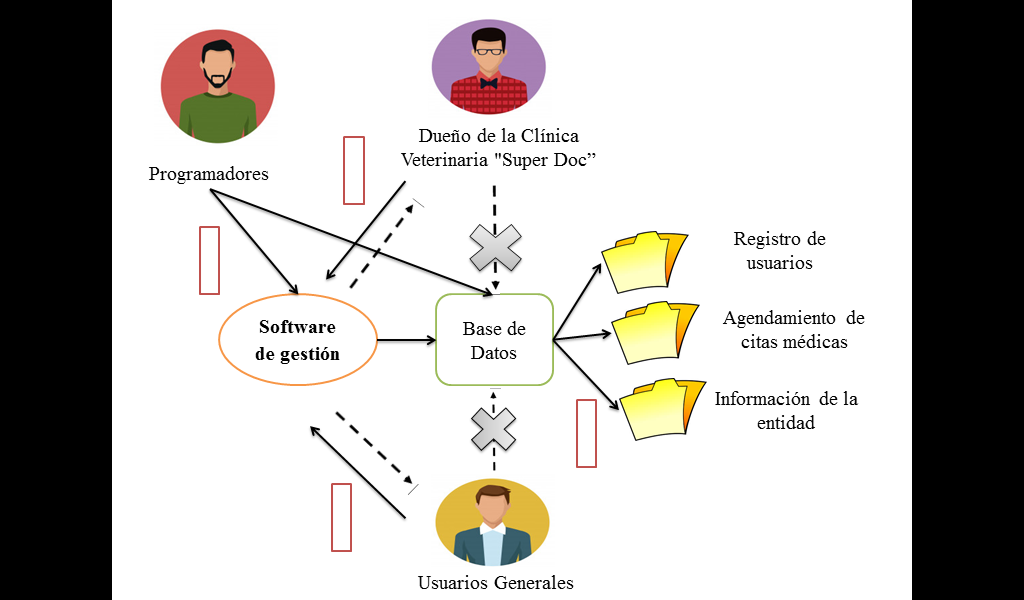 Dueño de la Clínica
Veterinaria "Super Doc”
Programadores
Registro de
usuarios
Software
de gestión
Base de
Datos
Agendamiento de
citas médicas
Información de la
entidad
Usuarios Generales